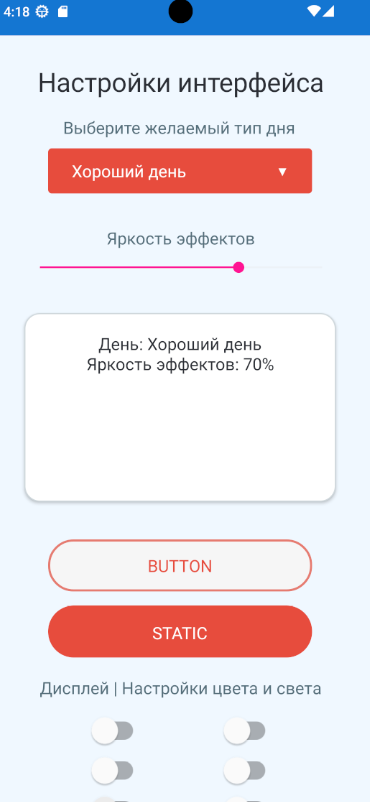 4:18
Настройки интерфейса
Выберите желаемый тип дня
Хороший день
Яркость эффектов
День: Хороший день
Яркость эффектов: 70%
BUTTON
STATIC
Дисплей | Настройки цвета и света